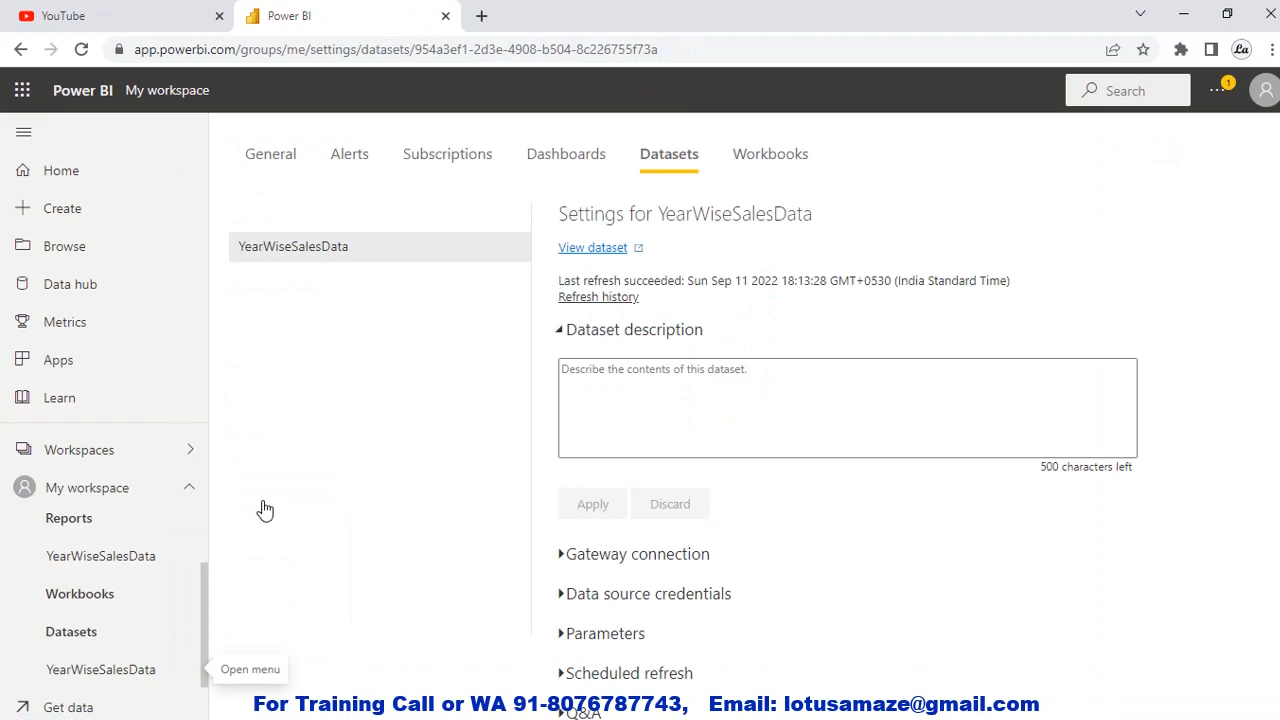 YouTube
Power BI
app.powerbi.com/groups/me/settings/datasets/954a3ef1-2d3e-4908-b504-8c226755f73a
La
Power BI My workspace
Search
1
General Alerts Subscriptions Dashboards Datasets Workbooks
Home
Create
Browse
Data hub
Metrics
Apps
Learn
Workspaces
My workspace
Reports
YearWiseSalesData
Workbooks
Datasets
YearWiseSalesData
Open menu
Get data
YearWiseSalesData
Settings for YearWiseSalesData
View dataset
Last refresh succeeded: Sun Sep 11 2022 18:13:28 GMT+0530 (India Standard Time)
Refresh history
Dataset description
Describe the contents of this dataset.
500 characters left
Apply Discard
Gateway connection
Data source credentials
Parameters
Scheduled refresh
Q&A
For Training Call or WA 91-8076787743, Email: lotusamaze@gmail.com